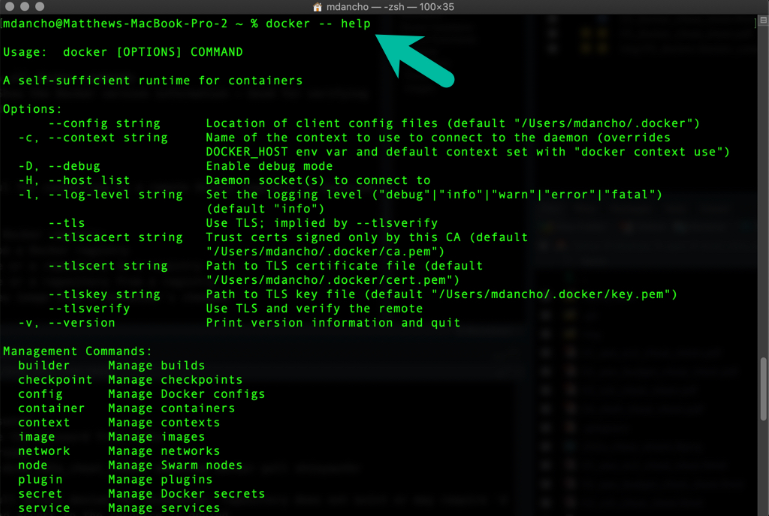 mdancho — -zsh — 100×35
mdancho@Matthews-MacBook-Pro-2 ~ % docker -- help
Usage:  docker [OPTIONS] COMMAND
A self-sufficient runtime for containers
Options:
      --config string      Location of client config files (default "/Users/mdancho/.docker")
  -c, --context string     Name of the context to use to connect to the daemon (overrides
                           DOCKER_HOST env var and default context set with "docker context use")
  -D, --debug              Enable debug mode
  -H, --host list          Daemon socket(s) to connect to
  -l, --log-level string   Set the logging level ("debug"|"info"|"warn"|"error"|"fatal")
                           (default "info")
      --tls                Use TLS; implied by --tlsverify
      --tlscacert string   Trust certs signed only by this CA (default
                           "/Users/mdancho/.docker/ca.pem")
      --tlscert string     Path to TLS certificate file (default
                           "/Users/mdancho/.docker/cert.pem")
      --tlskey string      Path to TLS key file (default "/Users/mdancho/.docker/key.pem")
      --tlsverify          Use TLS and verify the remote
  -v, --version            Print version information and quit
Management Commands:
  builder     Manage builds
  checkpoint  Manage checkpoints
  config      Manage Docker configs
  container   Manage containers
  context     Manage contexts
  image       Manage images
  network     Manage networks
  node        Manage Swarm nodes
  plugin      Manage plugins
  secret      Manage Docker secrets
  service     Manage services